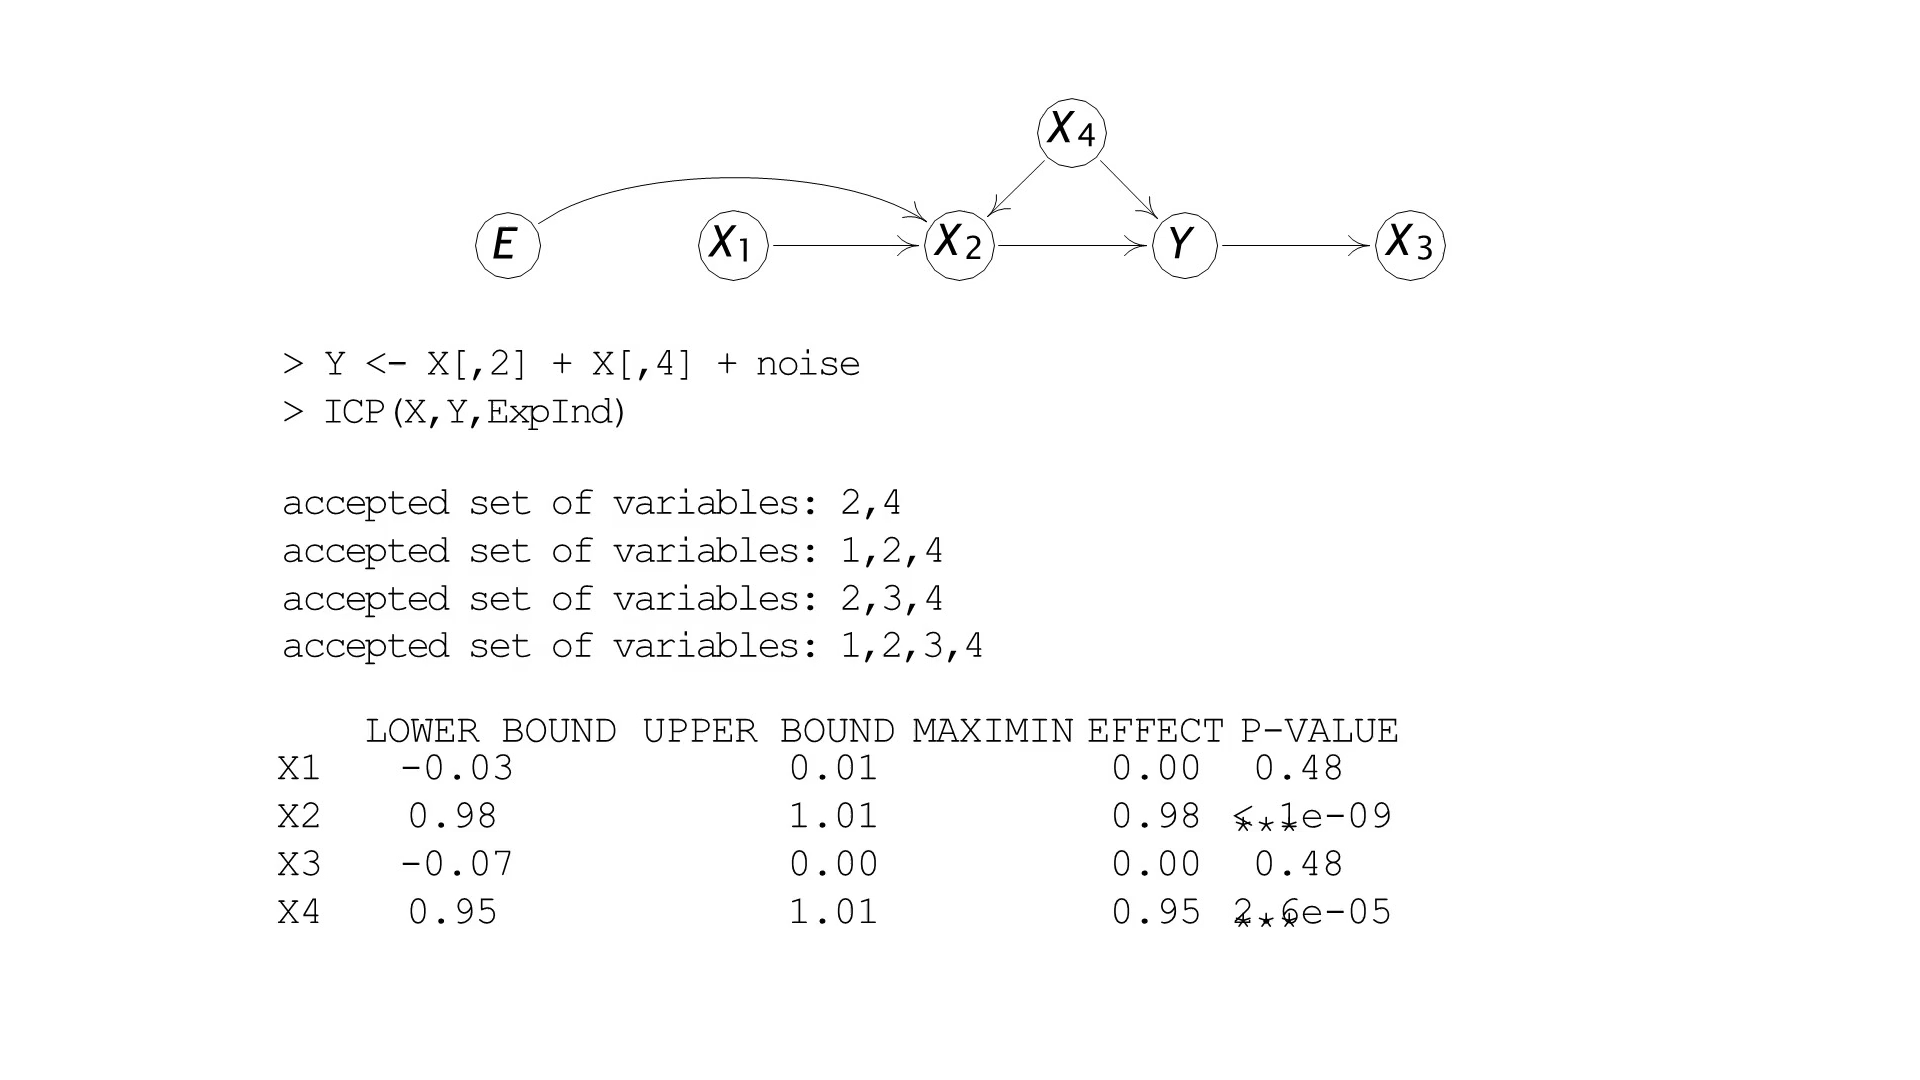 X4
E X1 X2 Y X3
> Y <- X[,2] + X[,4] + noise
> ICP(X,Y,ExpInd)
accepted set of variables: 2,4
accepted set of variables: 1,2,4
accepted set of variables: 2,3,4
accepted set of variables: 1,2,3,4
LOWER BOUND UPPER BOUND MAXIMIN EFFECT P-VALUE
X1 -0.03 0.01 0.00 0.48
X2 0.98 1.01 0.98 < 1e-09 ***
X3 -0.07 0.00 0.00 0.48
X4 0.95 1.01 0.95 2.6e-05 ***